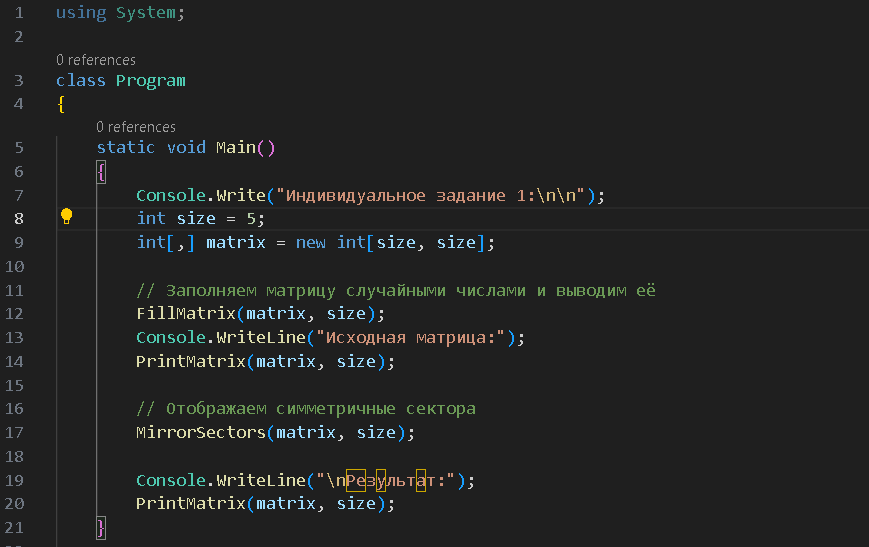 1 using System;
2
0 references
3 class Program
4 {
0 references
5 static void Main()
6 {
7 Console.Write("Индивидуальное задание 1:\n\n");
8 int size = 5;
9 int[,] matrix = new int[size, size];
10
11 // Заполняем матрицу случайными числами и выводим её
12 FillMatrix(matrix, size);
13 Console.WriteLine("Исходная матрица:");
14 PrintMatrix(matrix, size);
15
16 // Отображаем симметричные сектора
17 MirrorSectors(matrix, size);
18
19 Console.WriteLine("\nРезультат:");
20 PrintMatrix(matrix, size);
21 }